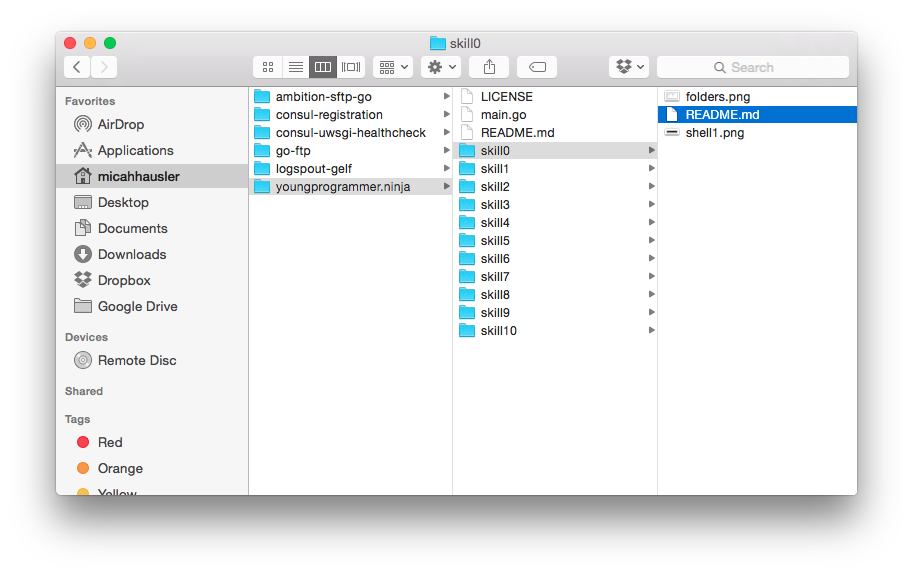 skill0
Search
Favorites
AirDrop
Applications
micahhausler
Desktop
Documents
Downloads
Dropbox
Google Drive
Devices
Remote Disc
Shared
Tags
Red
Orange
Yellow
ambition-sftp-go
consul-registration
consul-uwsgi-healthcheck
go-ftp
logspout-gelf
youngprogrammer.ninja
LICENSE
main.go
README.md
skill0
skill1
skill2
skill3
skill4
skill5
skill6
skill7
skill8
skill9
skill10
folders.png
README.md
shell1.png